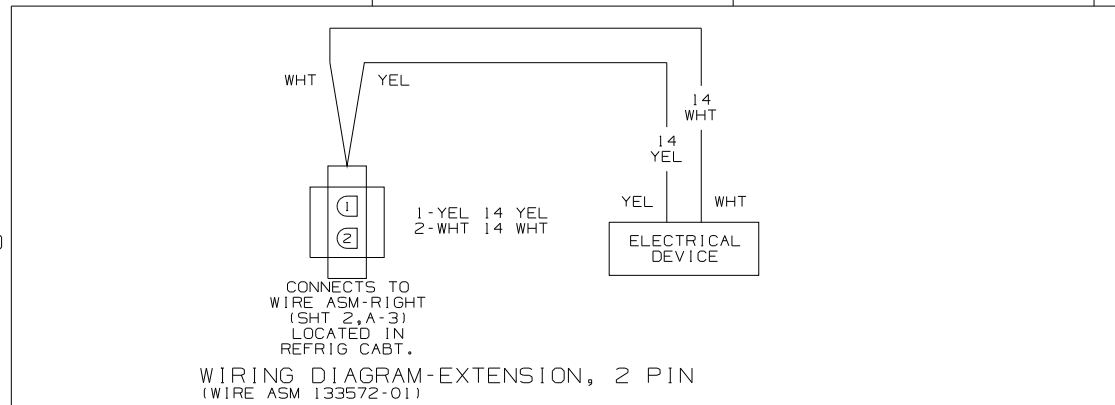 WHT YEL
14
WHT
14
YEL
YEL WHT
1
2
1-YEL 14 YEL
2-WHT 14 WHT
ELECTRICAL
DEVICE
CONNECTS TO
WIRE ASM-RIGHT
(SHT 2,A-3)
LOCATED IN
REFRIG CABT.
WIRING DIAGRAM-EXTENSION, 2 PIN
(WIRE ASM 133572-01)